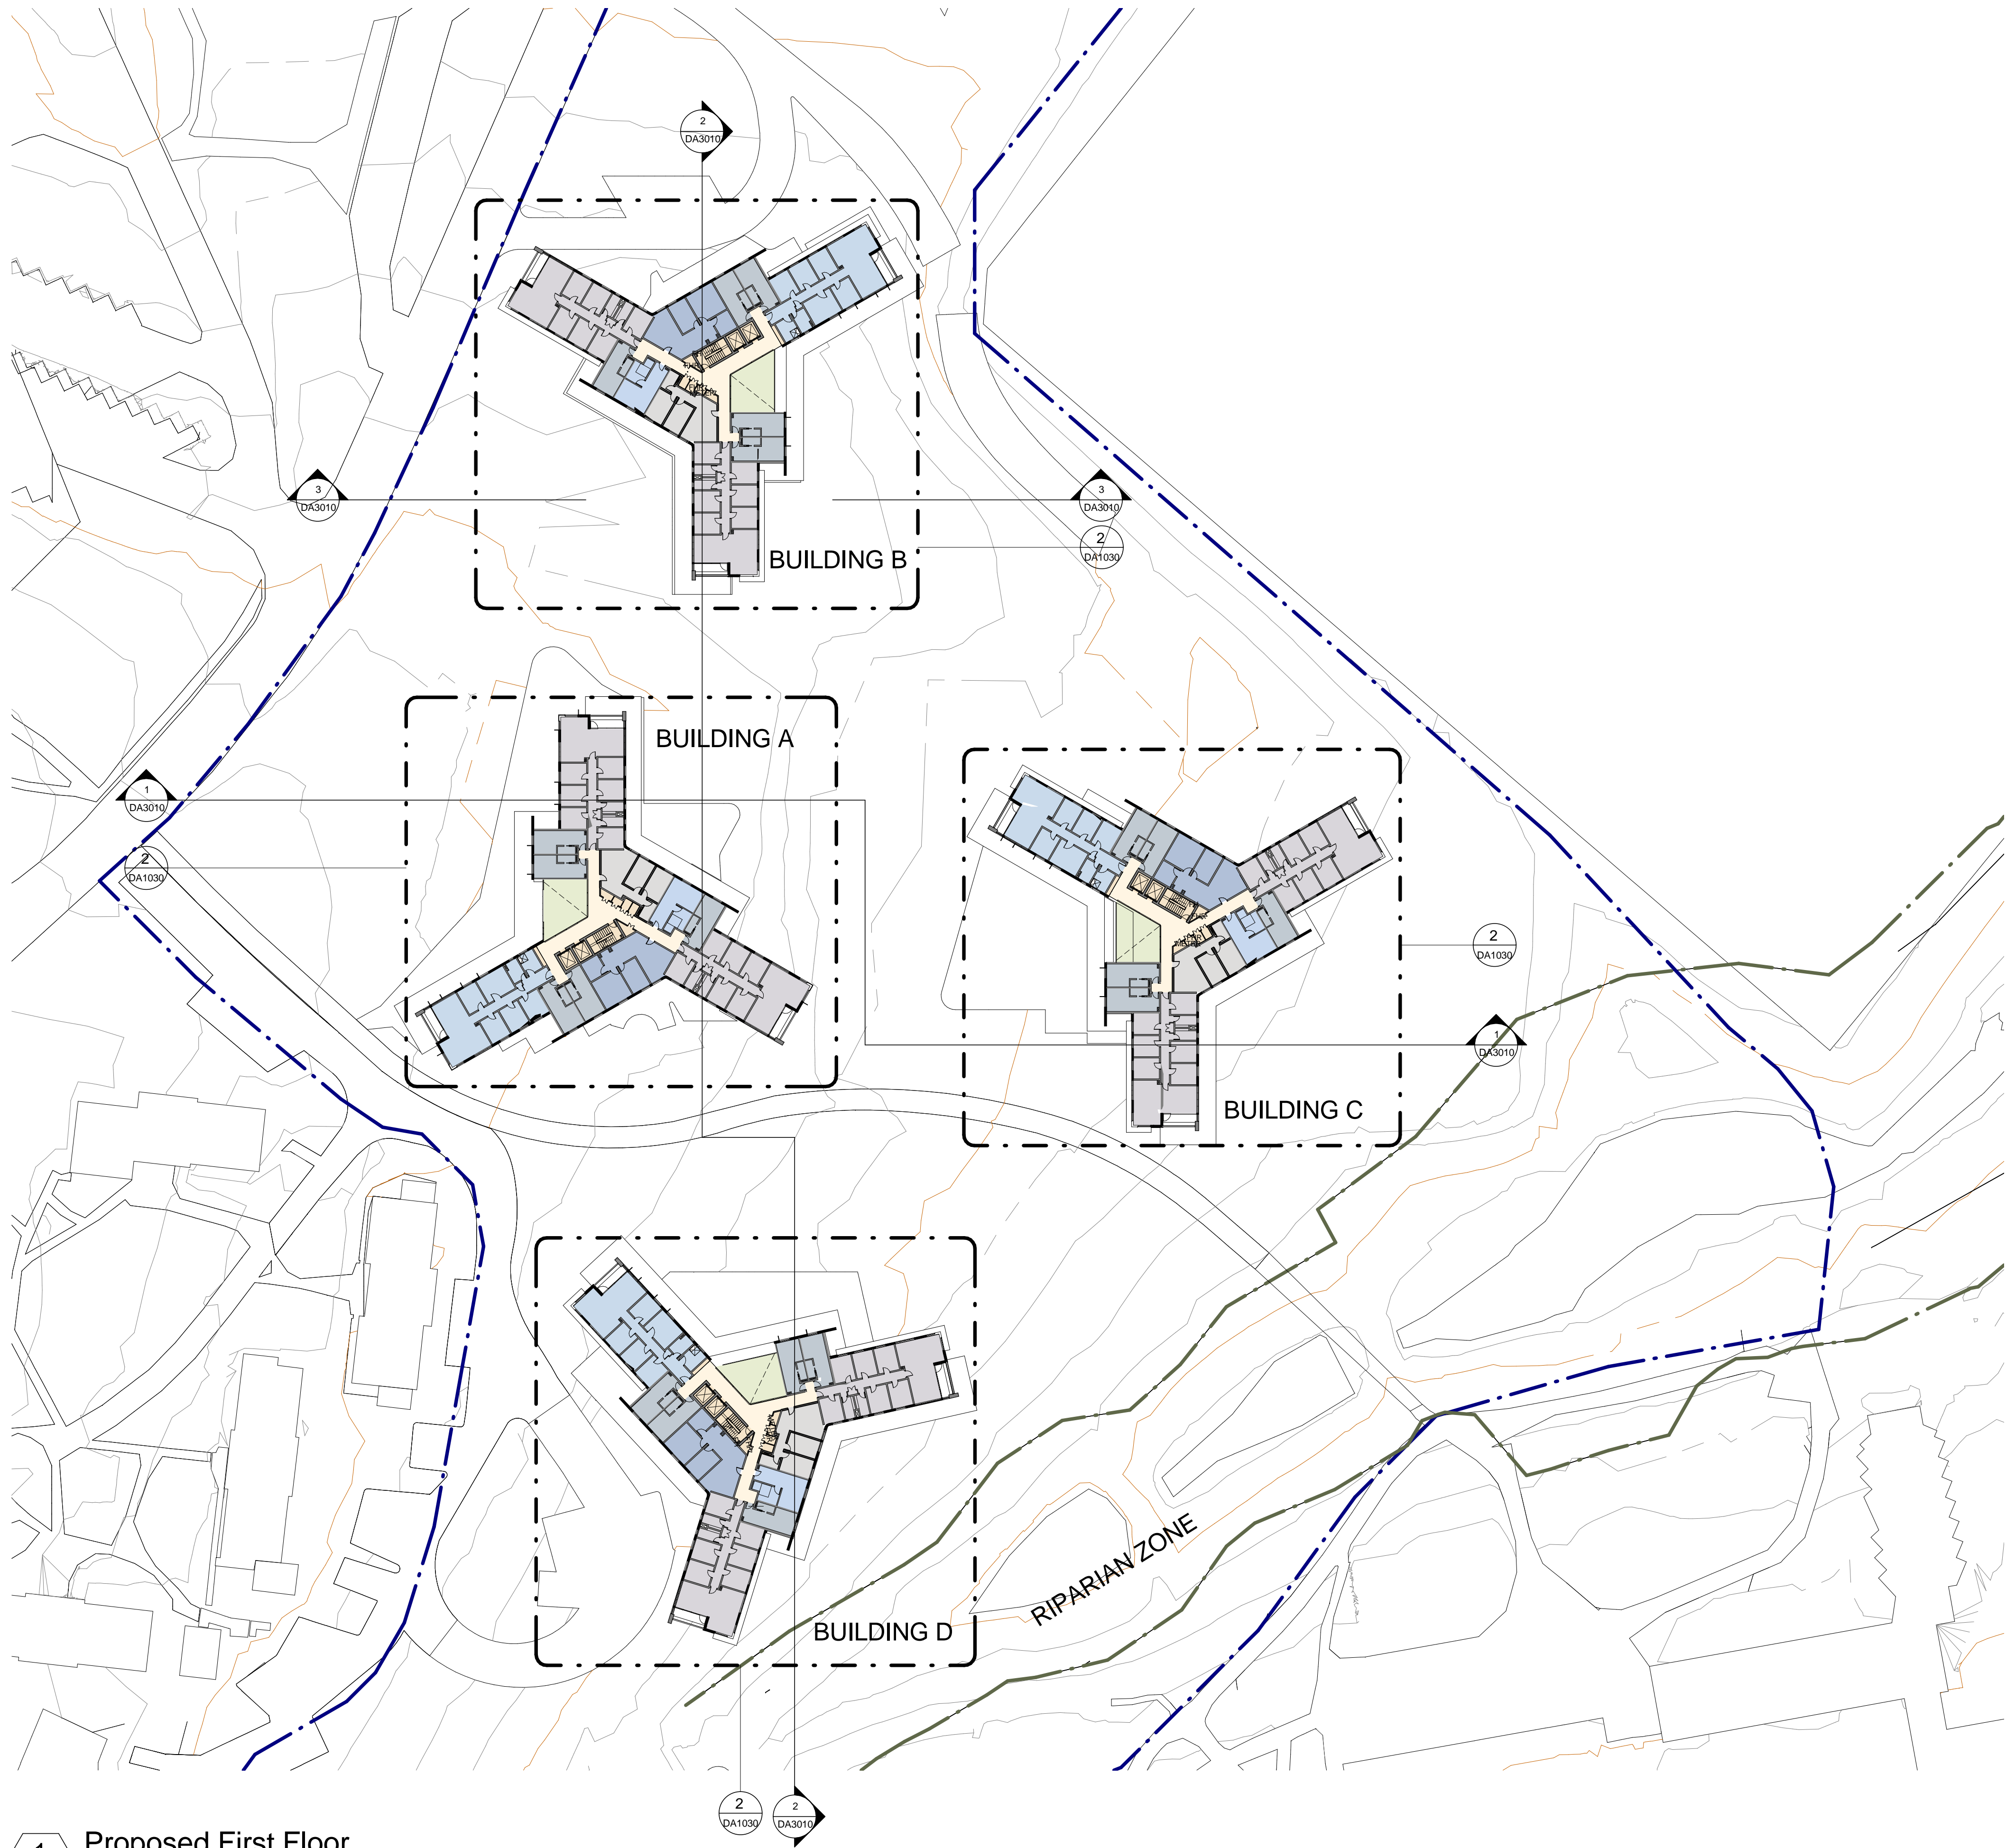 2
DA3010
BUILDING B
3
DA3010
3
DA3010
2
DA1030
BUILDING A
1
DA3010
2
DA1030
2
DA1030
1
DA3010
BUILDING C
RIPARIAN ZONE
BUILDING D
2
DA1030
2
DA3010
1
Proposed First Floor